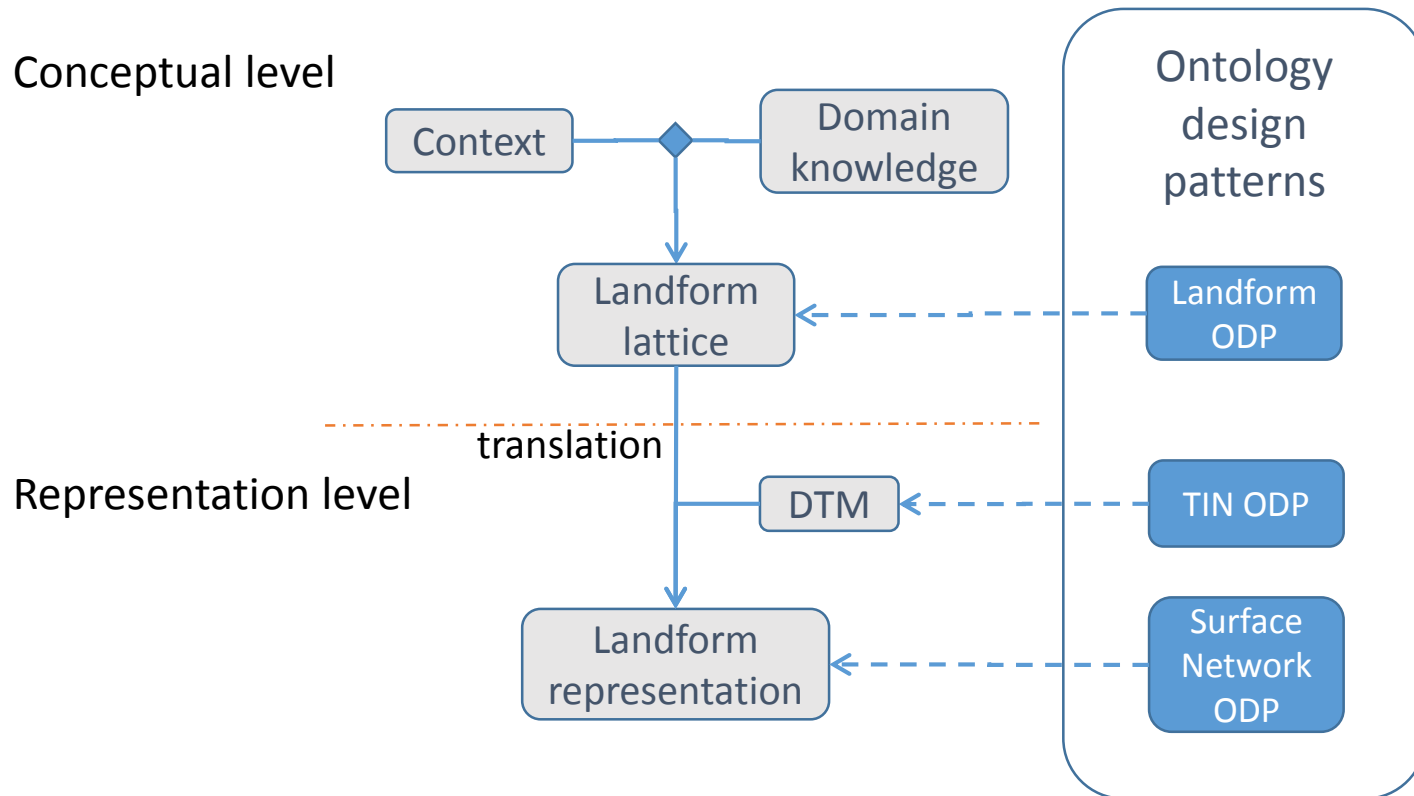 Conceptual level
Context
Domain
knowledge
Ontology
design
patterns
Landform
lattice
Landform
ODP
translation
Representation level
DTM
TIN ODP
Landform
representation
Surface
Network
ODP